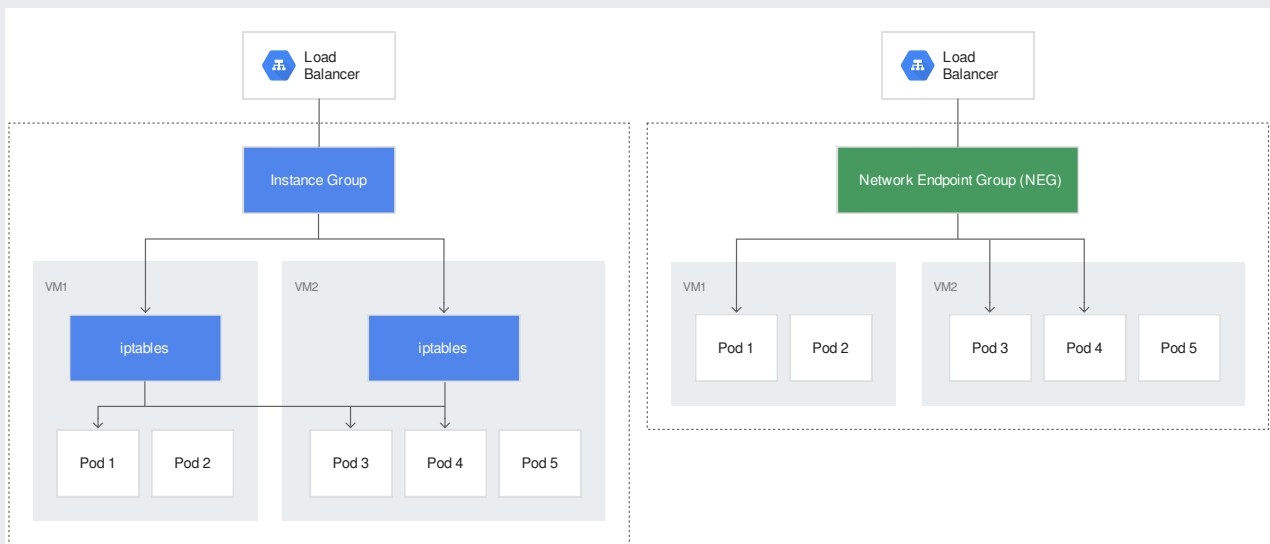 Load
Balancer
Instance Group
VM1
VM2
iptables
iptables
Pod 1
Pod 2
Pod 3
Pod 4
Pod 5
Load
Balancer
Network Endpoint Group (NEG)
VM1
VM2
Pod 1
Pod 2
Pod 3
Pod 4
Pod 5